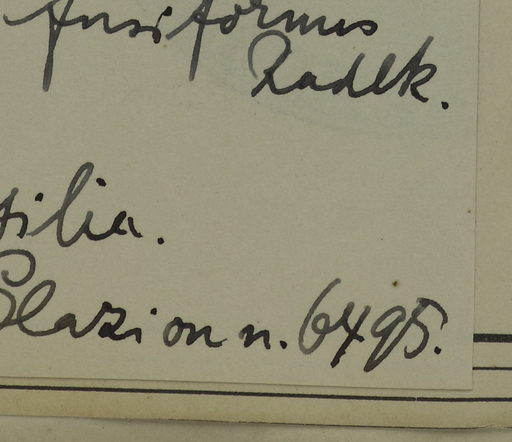 fusiformis
Radlk.
silia.
Glaziou n. 6495.